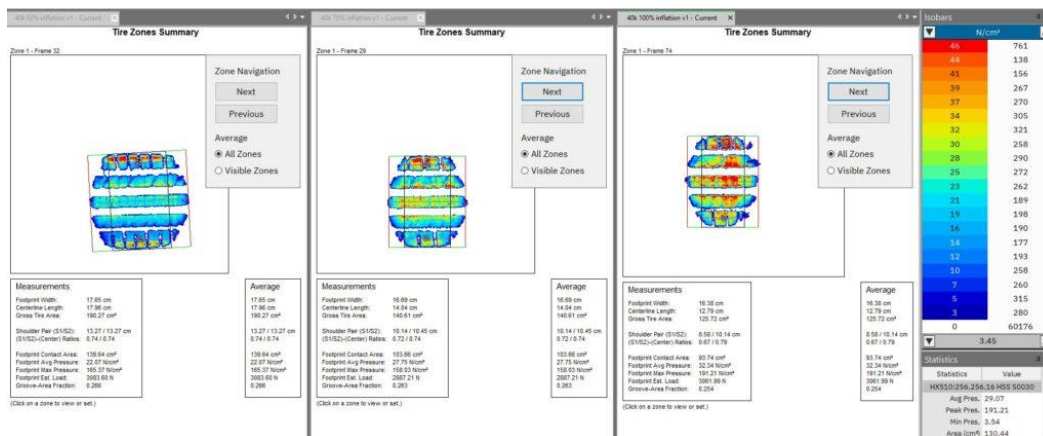 40k 50% inflation v1 - Current
Tire Zones Summary
Zone 1 - Frame 32
Zone Navigation
Next
Previous
Average
All Zones
Visible Zones
Measurements
Footprint Width: 17.65 cm
Centerline Length: 17.96 cm
Gross Tire Area: 190.27 cm²
Shoulder Pair (S1/S2): 13.27 / 13.27 cm
(S1/S2)-(Center) Ratios: 0.74 / 0.74
Footprint Contact Area: 139.64 cm²
Footprint Avg Pressure: 22.07 N/cm²
Footprint Max Pressure: 165.37 N/cm²
Footprint Est. Load: 3083.60 N
Groove-Area Fraction: 0.266
(Click on a zone to view or set.)
Average
17.65 cm
17.96 cm
190.27 cm²
13.27 / 13.27 cm
0.74 / 0.74
139.64 cm²
22.07 N/cm²
165.37 N/cm²
3083.60 N
0.266
40k 75% inflation v1 - Current
Tire Zones Summary
Zone 1 - Frame 29
Zone Navigation
Next
Previous
Average
All Zones
Visible Zones
Measurements
Footprint Width: 16.69 cm
Centerline Length: 14.04 cm
Gross Tire Area: 140.61 cm²
Shoulder Pair (S1/S2): 10.14 / 10.45 cm
(S1/S2)-(Center) Ratios: 0.72 / 0.74
Footprint Contact Area: 103.66 cm²
Footprint Avg Pressure: 27.75 N/cm²
Footprint Max Pressure: 158.03 N/cm²
Footprint Est. Load: 2887.21 N
Groove-Area Fraction: 0.263
(Click on a zone to view or set.)
Average
16.69 cm
14.04 cm
140.61 cm²
10.14 / 10.45 cm
0.72 / 0.74
103.66 cm²
27.75 N/cm²
158.03 N/cm²
2887.21 N
0.263
40k 100% inflation v1 - Current
Tire Zones Summary
Zone 1 - Frame 74
Zone Navigation
Next
Previous
Average
All Zones
Visible Zones
Measurements
Footprint Width: 16.38 cm
Centerline Length: 12.79 cm
Gross Tire Area: 125.72 cm²
Shoulder Pair (S1/S2): 8.58 / 10.14 cm
(S1/S2)-(Center) Ratios: 0.67 / 0.79
Footprint Contact Area: 93.74 cm²
Footprint Avg Pressure: 32.34 N/cm²
Footprint Max Pressure: 191.21 N/cm²
Footprint Est. Load: 3061.99 N
Groove-Area Fraction: 0.254
(Click on a zone to view or set.)
Average
16.38 cm
12.79 cm
125.72 cm²
8.58 / 10.14 cm
0.67 / 0.79
93.74 cm²
32.34 N/cm²
191.21 N/cm²
3061.99 N
0.254
Isobars
N/cm²
46 761
44 138
41 156
39 267
37 270
34 305
32 321
30 258
28 290
25 272
23 262
21 189
19 198
16 190
14 177
12 193
10 258
7 260
5 315
3 280
0 60176
3.45
Statistics
Statistics Value
HX510:256.256.16 HSS S0030
Avg Pres. 29.07
Peak Pres. 191.21
Min Pres. 3.54
Area (cm²) 130.44